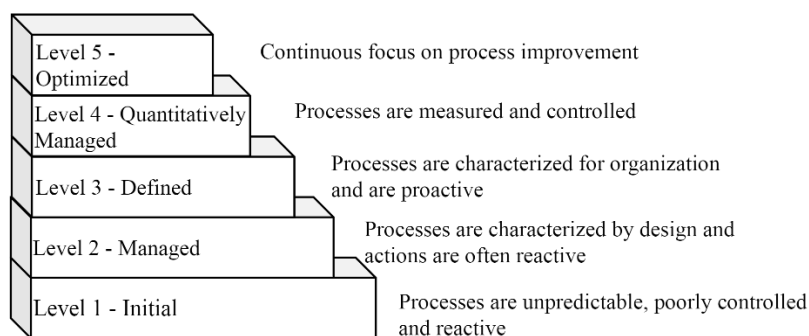 Level 5 -
Optimized
Continuous focus on process improvement
Level 4 - Quantitatively
Managed
Processes are measured and controlled
Level 3 - Defined
Processes are characterized for organization
and are proactive
Level 2 - Managed
Processes are characterized by design and
actions are often reactive
Level 1 - Initial
Processes are unpredictable, poorly controlled
and reactive